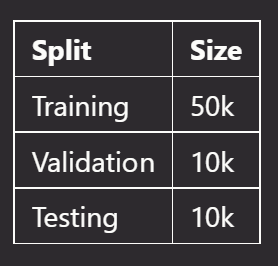 Split Size
Training 50k
Validation 10k
Testing 10k